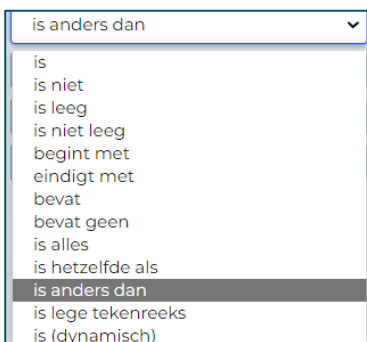 is anders dan
is
is niet
is leeg
is niet leeg
begint met
eindigt met
bevat
bevat geen
is alles
is hetzelfde als
is anders dan
is lege tekenreeks
is (dynamisch)